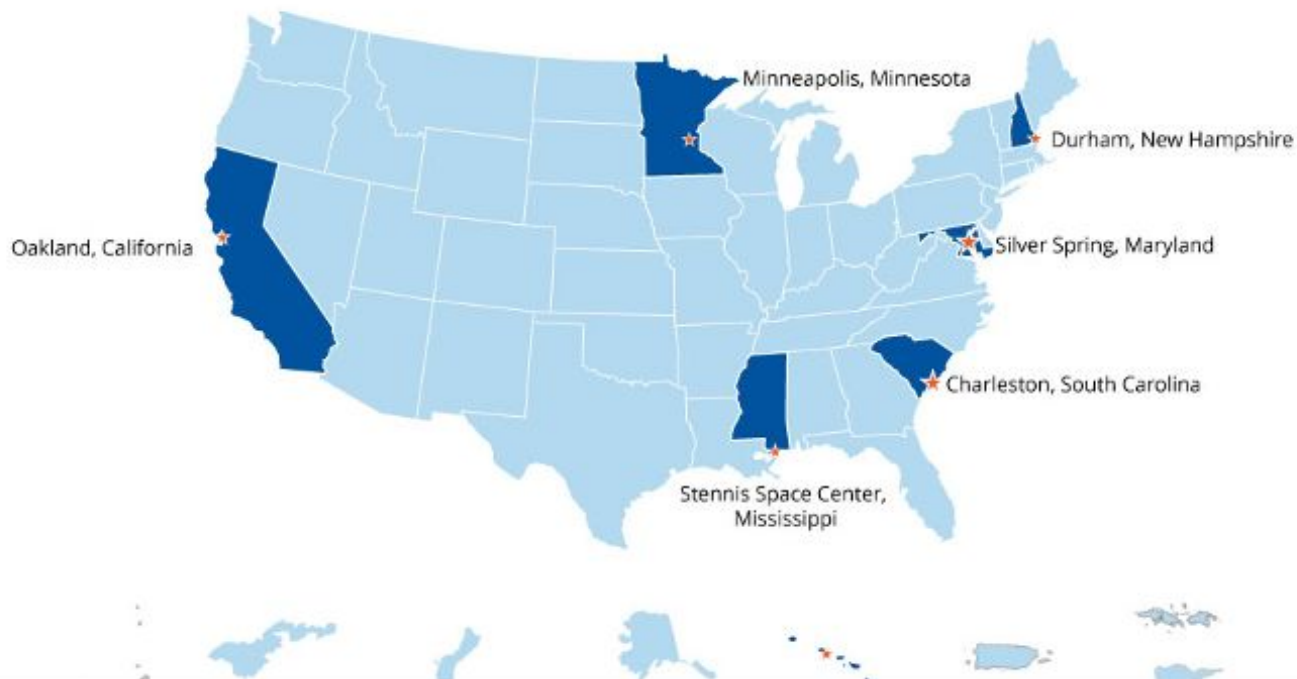 Minneapolis, Minnesota
Durham, New Hampshire
Oakland, California
Silver Spring, Maryland
Charleston, South Carolina
Stennis Space Center,
Mississippi